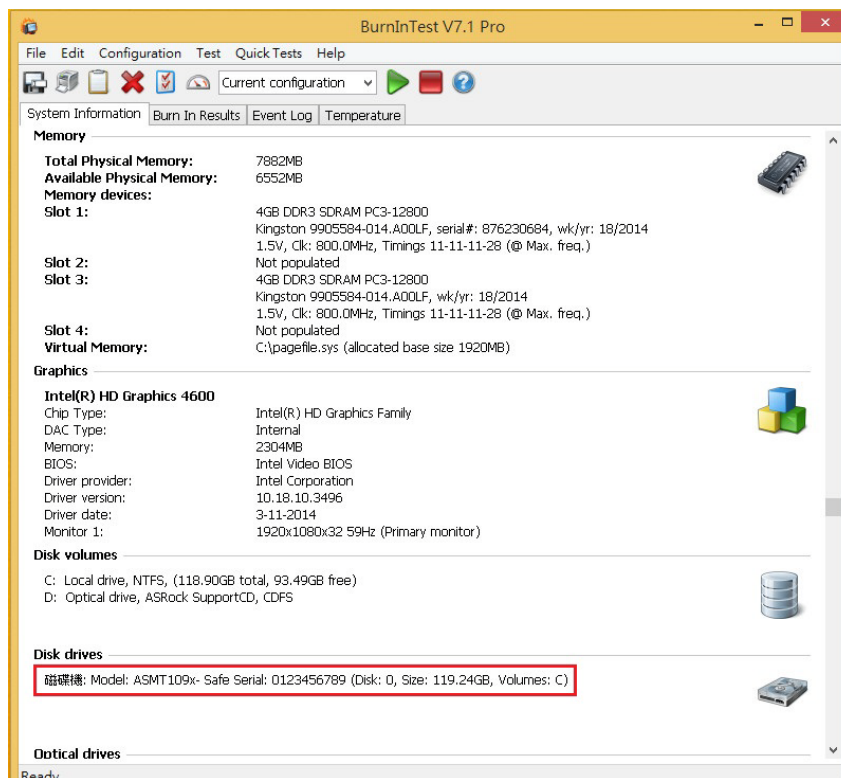 BurnInTest V7.1 Pro
File Edit Configuration Test Quick Tests Help
Current configuration
System Information Burn In Results Event Log Temperature
Memory
Total Physical Memory: 7882MB
Available Physical Memory: 6552MB
Memory devices:
Slot 1: 4GB DDR3 SDRAM PC3-12800
Kingston 9905584-014.A00LF, serial#: 876230684, wk/yr: 18/2014
1.5V, Clk: 800.0MHz, Timings 11-11-11-28 (@ Max. freq.)
Slot 2: Not populated
Slot 3: 4GB DDR3 SDRAM PC3-12800
Kingston 9905584-014.A00LF, wk/yr: 18/2014
1.5V, Clk: 800.0MHz, Timings 11-11-11-28 (@ Max. freq.)
Slot 4: Not populated
Virtual Memory: C:\pagefile.sys (allocated base size 1920MB)
Graphics
Intel(R) HD Graphics 4600
Chip Type: Intel(R) HD Graphics Family
DAC Type: Internal
Memory: 2304MB
BIOS: Intel Video BIOS
Driver provider: Intel Corporation
Driver version: 10.18.10.3496
Driver date: 3-11-2014
Monitor 1: 1920x1080x32 59Hz (Primary monitor)
Disk volumes
C: Local drive, NTFS, (118.90GB total, 93.49GB free)
D: Optical drive, ASRock SupportCD, CDFS
Disk drives
磁碟機: Model: ASMT109x- Safe Serial: 0123456789 (Disk: 0, Size: 119.24GB, Volumes: C)
Optical drives
Ready